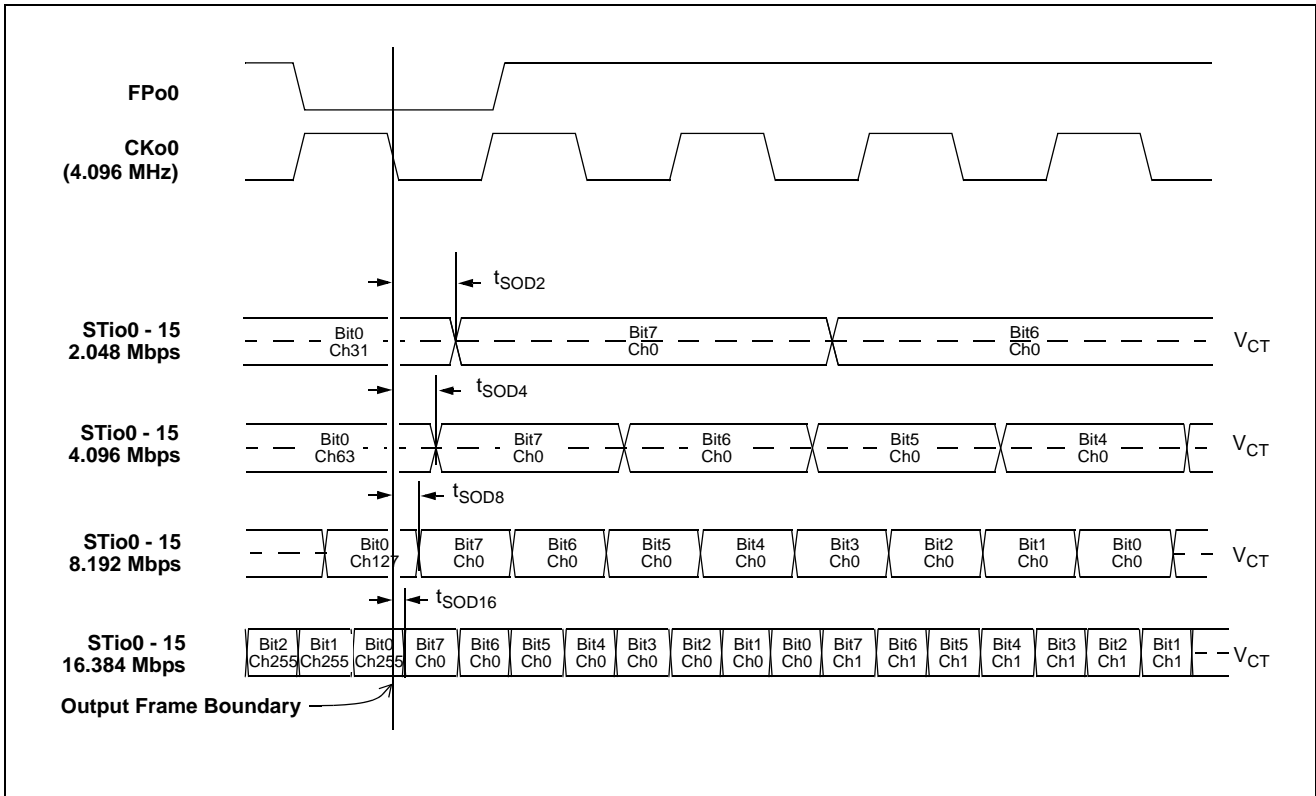 FPo0
CKo0
(4.096 MHz)
tSOD2
STio0 - 15
2.048 Mbps
Bit0
Ch31
Bit7
Ch0
Bit6
Ch0
VCT
tSOD4
STio0 - 15
4.096 Mbps
Bit0
Ch63
Bit7
Ch0
Bit6
Ch0
Bit5
Ch0
Bit4
Ch0
VCT
tSOD8
STio0 - 15
8.192 Mbps
Bit0
Ch127
Bit7
Ch0
Bit6
Ch0
Bit5
Ch0
Bit4
Ch0
Bit3
Ch0
Bit2
Ch0
Bit1
Ch0
Bit0
Ch0
VCT
tSOD16
STio0 - 15
16.384 Mbps
Bit2
Ch255
Bit1
Ch255
Bit0
Ch255
Bit7
Ch0
Bit6
Ch0
Bit5
Ch0
Bit4
Ch0
Bit3
Ch0
Bit2
Ch0
Bit1
Ch0
Bit0
Ch0
Bit7
Ch1
Bit6
Ch1
Bit5
Ch1
Bit4
Ch1
Bit3
Ch1
Bit2
Ch1
Bit1
Ch1
VCT
Output Frame Boundary